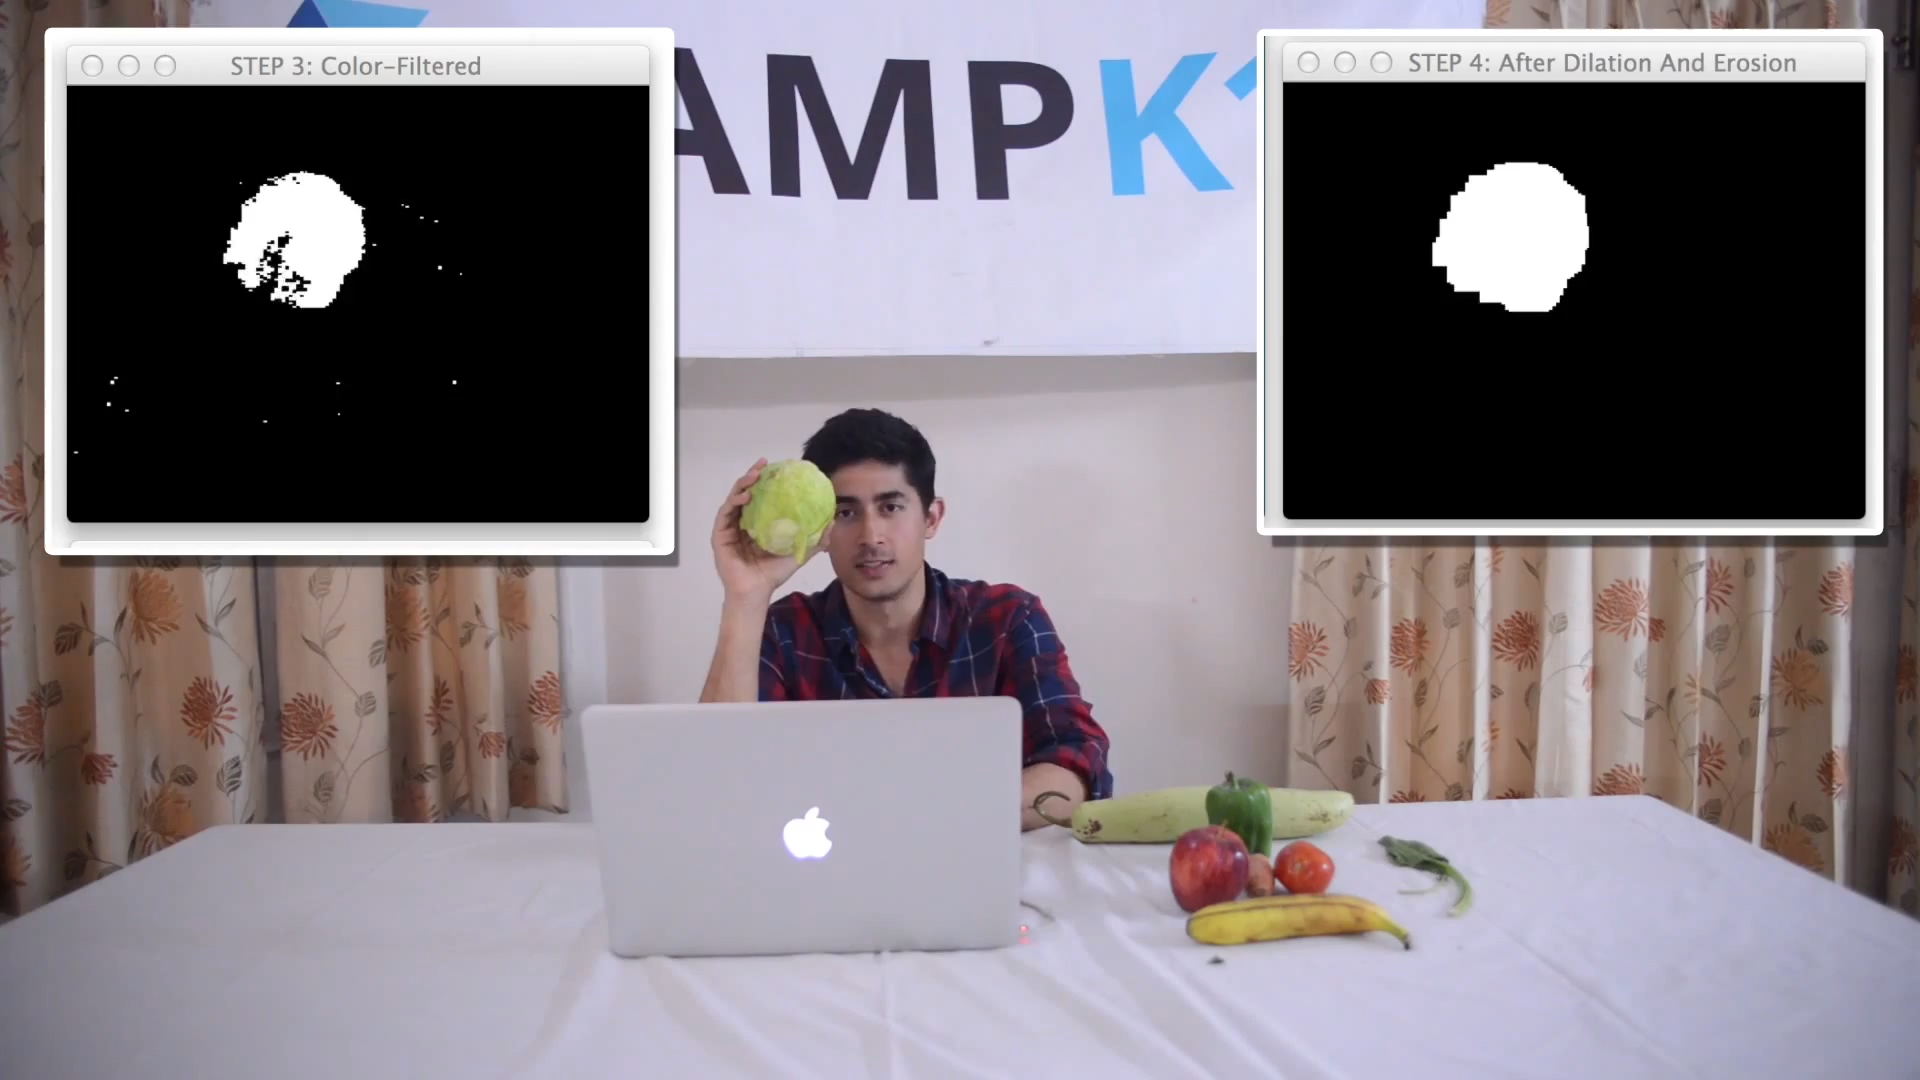 STEP 3: Color-Filtered
STEP 4: After Dilation And Erosion
AMPK